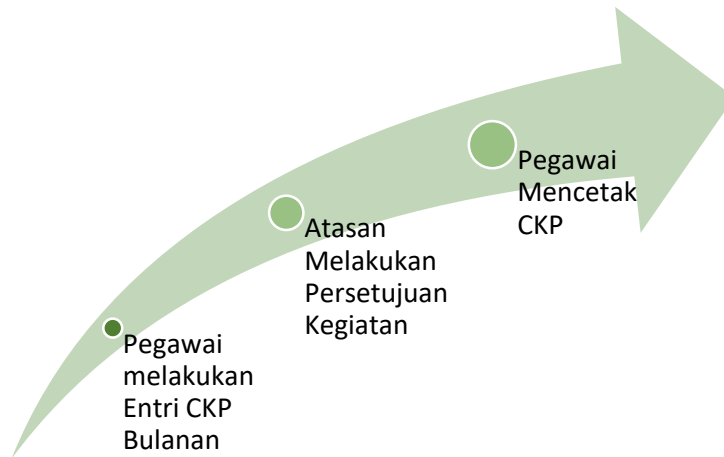 Pegawai
melakukan
Entri CKP
Bulanan
Atasan
Melakukan
Persetujuan
Kegiatan
Pegawai
Mencetak
CKP